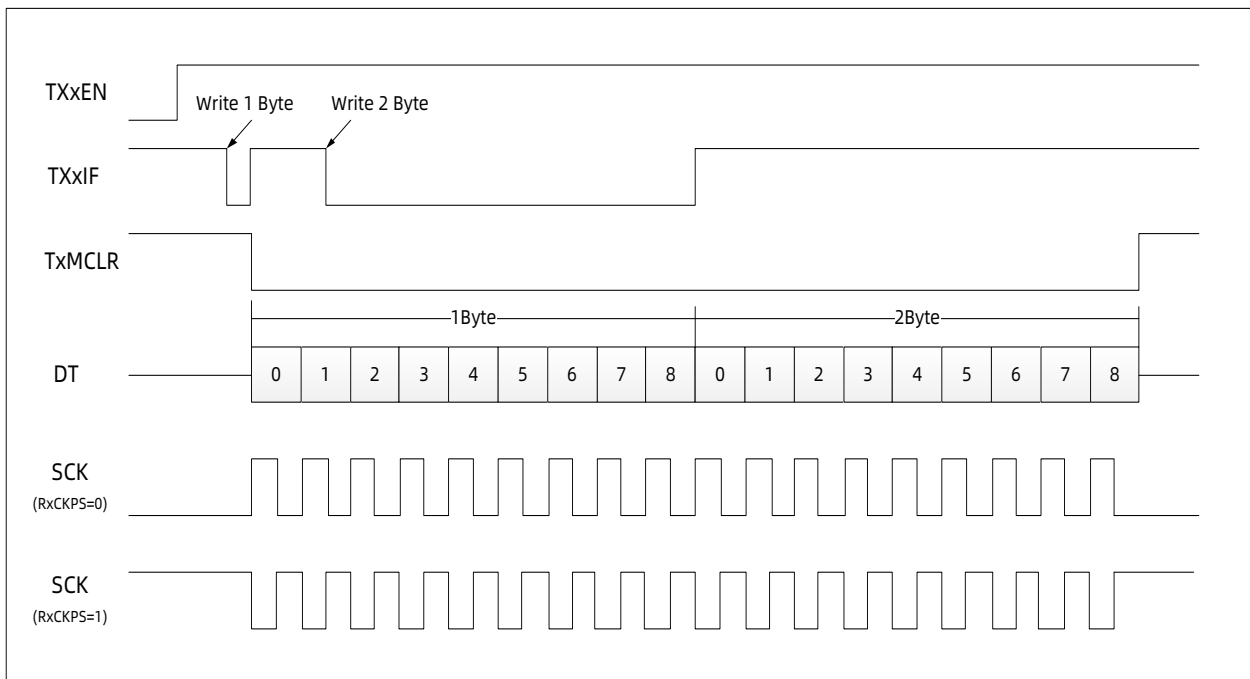 TXxEN
Write 1 Byte Write 2 Byte
TXxIF
TxMCLR
1Byte 2Byte
DT 0 1 2 3 4 5 6 7 8 0 1 2 3 4 5 6 7 8
SCK
(RxCKPS=0)
SCK
(RxCKPS=1)